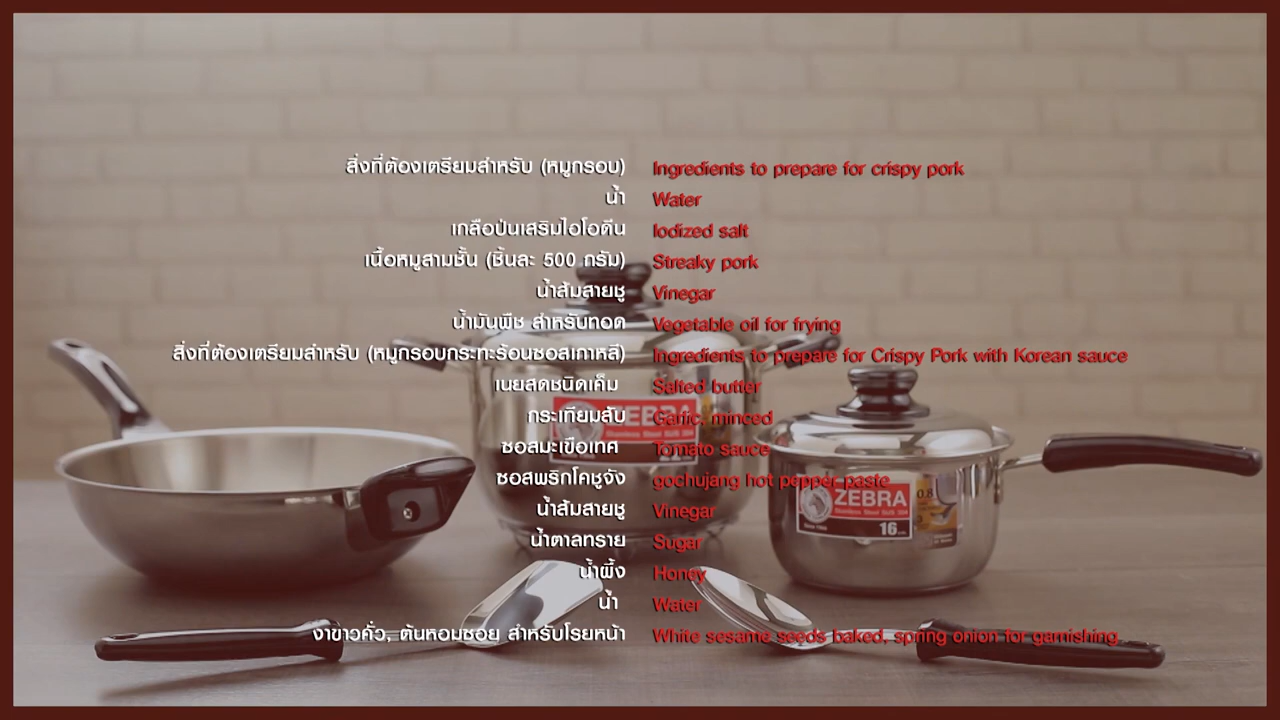 สิ่งที่ต้องเตรียมสำหรับ (หมูกรอบ) Ingredients to prepare for crispy pork
น้ำ Water
เกลือป่นเสริมไอโอดีน Iodized salt
เนื้อหมูสามชั้น (ชิ้นละ 500 กรัม) Streaky pork
น้ำส้มสายชู Vinegar
น้ำมันพืช สำหรับทอด Vegetable oil for frying
สิ่งที่ต้องเตรียมสำหรับ (หมูกรอบกระทะร้อนซอสเกาหลี) Ingredients to prepare for Crispy Pork with Korean sauce
เนยสดชนิดเค็ม Salted butter
กระเทียมสับ Garlic, minced
ซอสมะเขือเทศ Tomato sauce
ซอสพริกโคชูจัง gochujang hot pepper paste
น้ำส้มสายชู Vinegar
น้ำตาลทราย Sugar
น้ำผึ้ง Honey
น้ำ Water
งาขาวคั่ว, ต้นหอมซอย สำหรับโรยหน้า White sesame seeds baked, spring onion for garnishing
ZEBRA
Stainless Steel SUS 304
ZEBRA
Stainless Steel SUS 304
16
0.8